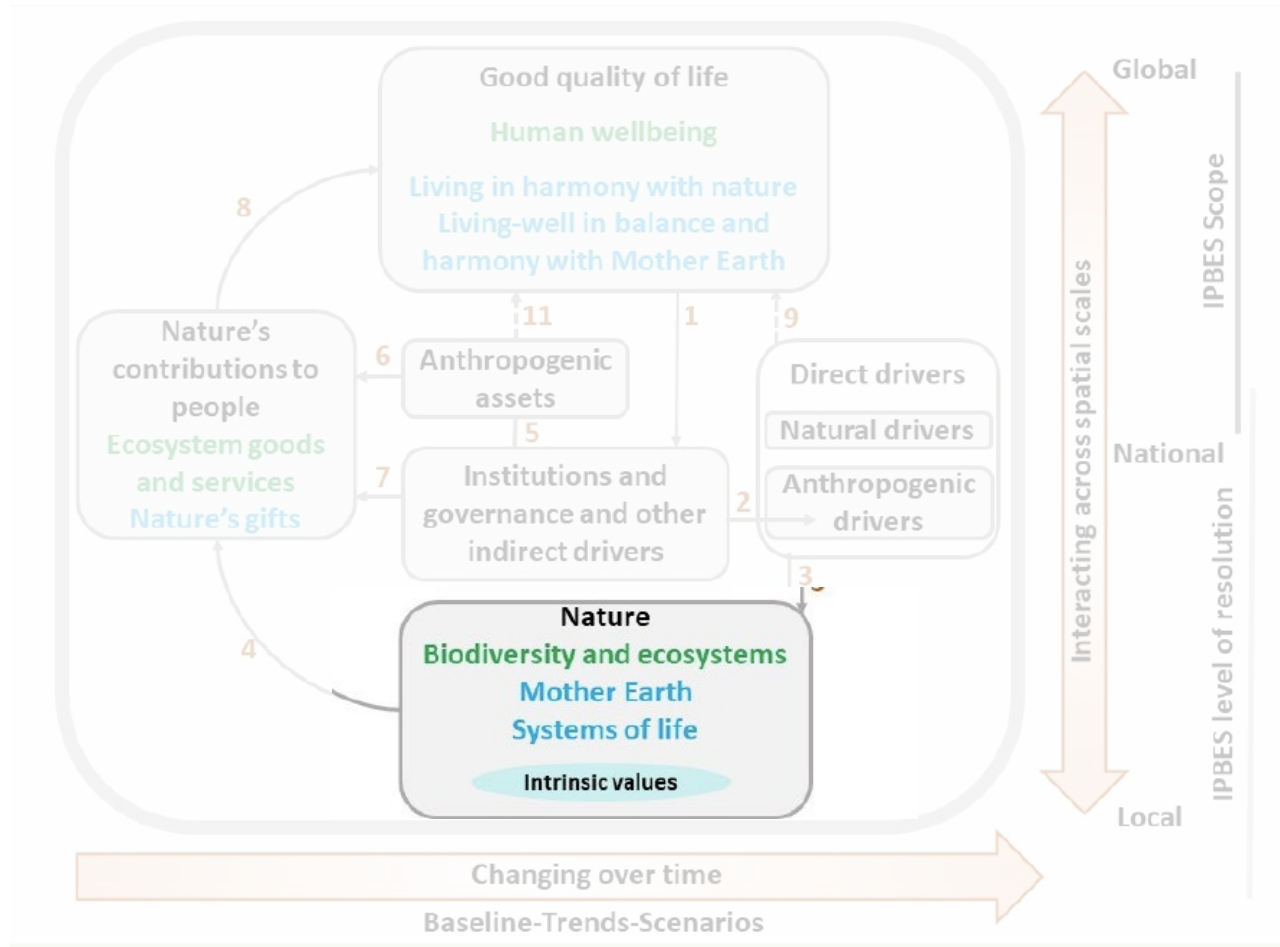 Good quality of life
Human wellbeing
Living in harmony with nature
Living-well in balance and
harmony with Mother Earth
8
11
1
9
Nature's
contributions to
people
Ecosystem goods
and services
Nature's gifts
6
Anthropogenic
assets
5
7
Institutions and
governance and other
indirect drivers
2
Direct drivers
Natural drivers
Anthropogenic
drivers
3
4
Nature
Biodiversity and ecosystems
Mother Earth
Systems of life
Intrinsic values
Global
National
Local
Interacting across spatial scales
IPBES Scope
IPBES level of resolution
Changing over time
Baseline-Trends-Scenarios